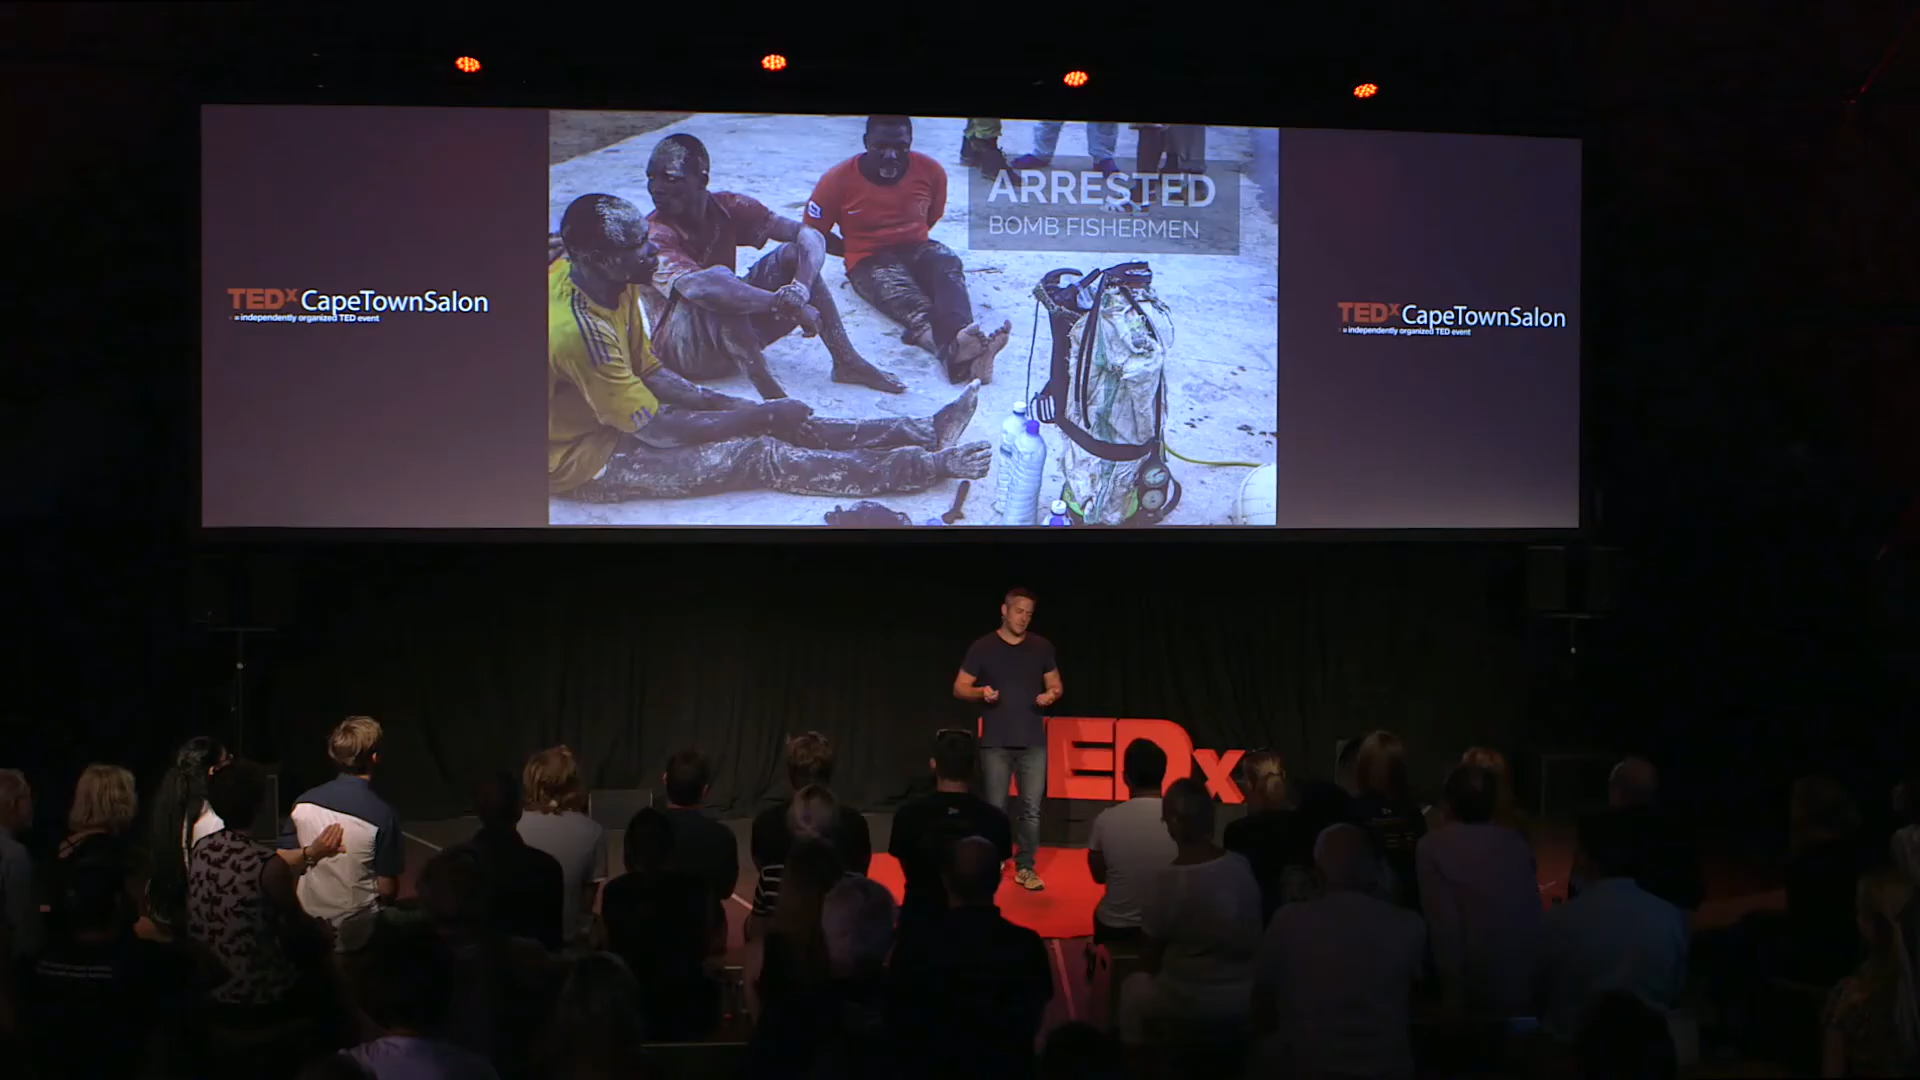 ARRESTED
BOMB FISHERMEN
TEDx CapeTownSalon
x = independently organized TED event
TEDx CapeTownSalon
x = independently organized TED event
TEDx